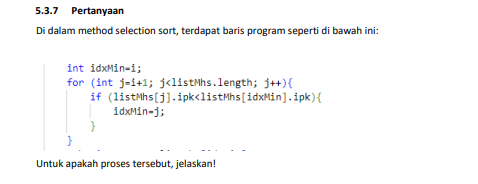 5.3.7 Pertanyaan
Di dalam method selection sort, terdapat baris program seperti di bawah ini:
int idxMin=i;
for (int j=i+1; j<listMhs.length; j++){
if (listMhs[j].ipk<listMhs[idxMin].ipk){
idxMin=j;
}
}
Untuk apakah proses tersebut, jelaskan!